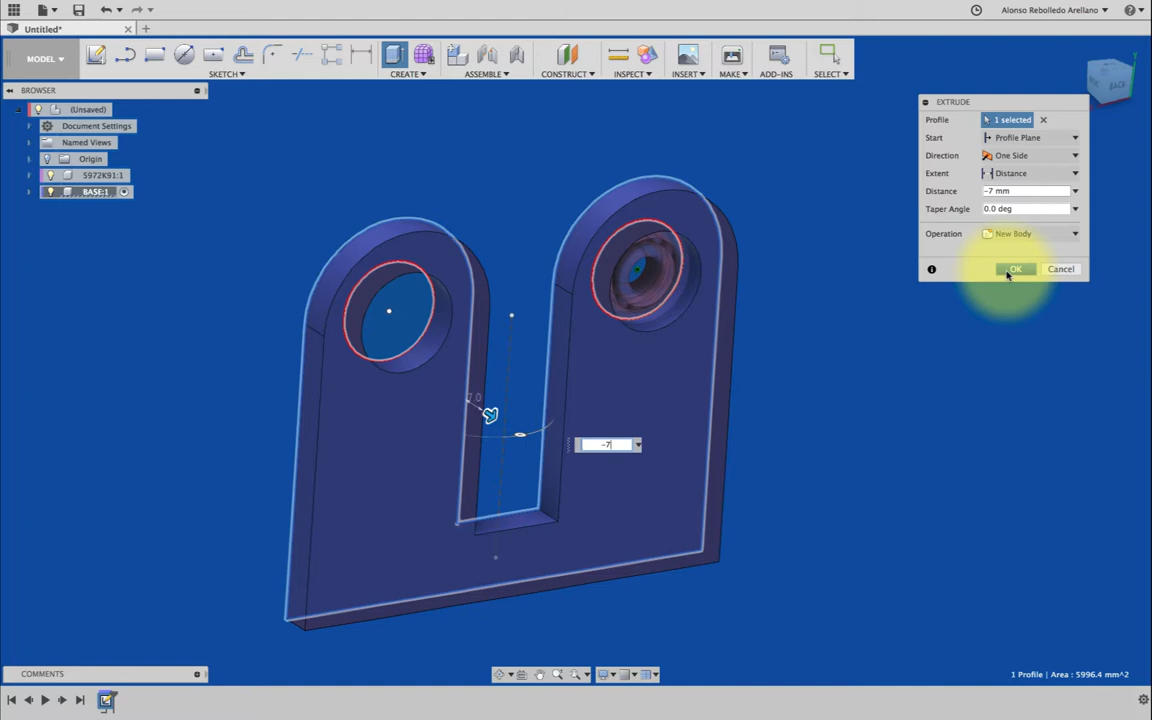 Alonso Rebolledo Arellano
Untitled*
MODEL
SKETCH
CREATE
ASSEMBLE
CONSTRUCT
INSPECT
INSERT
MAKE
ADD-INS
SELECT
BROWSER
(Unsaved)
Document Settings
Named Views
Origin
5972K91:1
BASE:1
BACK
EXTRUDE
Profile 1 selected
Start Profile Plane
Direction One Side
Extent Distance
Distance -7 mm
Taper Angle 0.0 deg
Operation New Body
OK Cancel
7.0
-7
COMMENTS
1 Profile | Area : 5996.4 mm^2